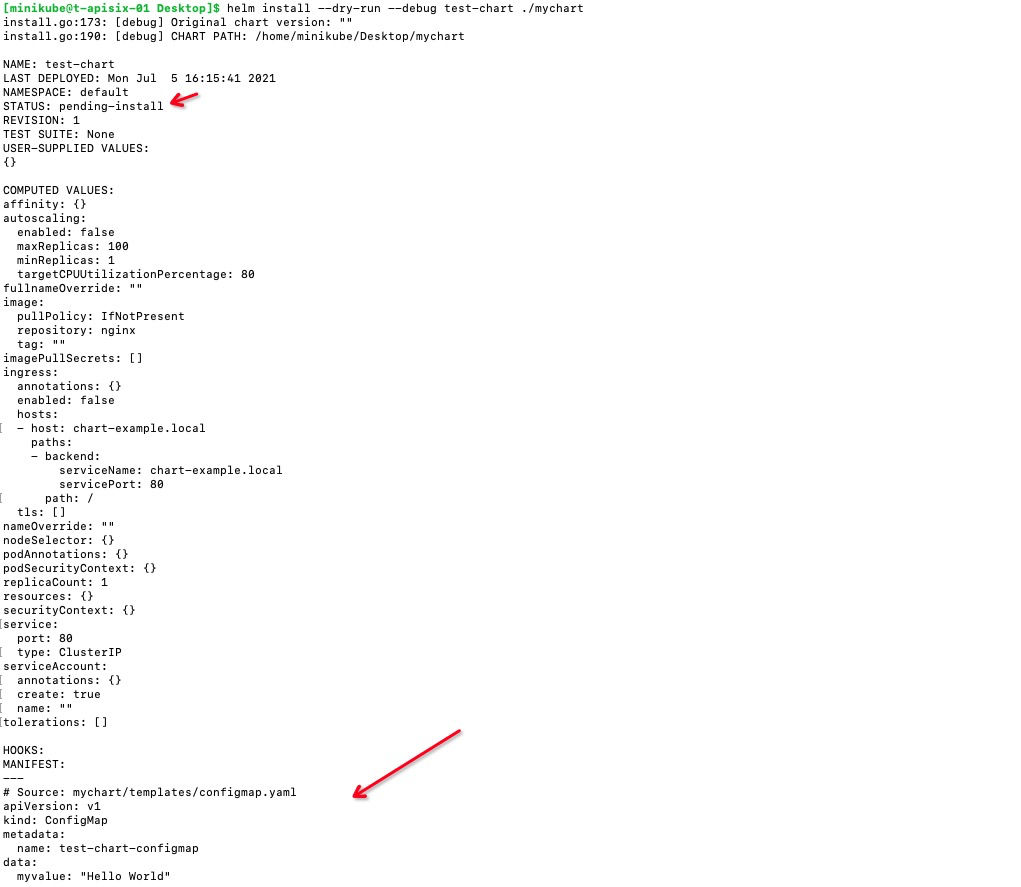 [minikube@t-apisix-01 Desktop]$ helm install --dry-run --debug test-chart ./mychart
install.go:173: [debug] Original chart version: ""
install.go:190: [debug] CHART PATH: /home/minikube/Desktop/mychart

NAME: test-chart
LAST DEPLOYED: Mon Jul  5 16:15:41 2021
NAMESPACE: default
STATUS: pending-install
REVISION: 1
TEST SUITE: None
USER-SUPPLIED VALUES:
{}

COMPUTED VALUES:
affinity: {}
autoscaling:
  enabled: false
  maxReplicas: 100
  minReplicas: 1
  targetCPUUtilizationPercentage: 80
fullnameOverride: ""
image:
  pullPolicy: IfNotPresent
  repository: nginx
  tag: ""
imagePullSecrets: []
ingress:
  annotations: {}
  enabled: false
  hosts:
[  - host: chart-example.local
    paths:
    - backend:
        serviceName: chart-example.local
        servicePort: 80
[      path: /
  tls: []
nameOverride: ""
nodeSelector: {}
podAnnotations: {}
podSecurityContext: {}
replicaCount: 1
resources: {}
securityContext: {}
[service:
  port: 80
[  type: ClusterIP
serviceAccount:
[  annotations: {}
[  create: true
[  name: ""
[tolerations: []

HOOKS:
MANIFEST:
---
# Source: mychart/templates/configmap.yaml
apiVersion: v1
kind: ConfigMap
metadata:
  name: test-chart-configmap
data:
  myvalue: "Hello World"